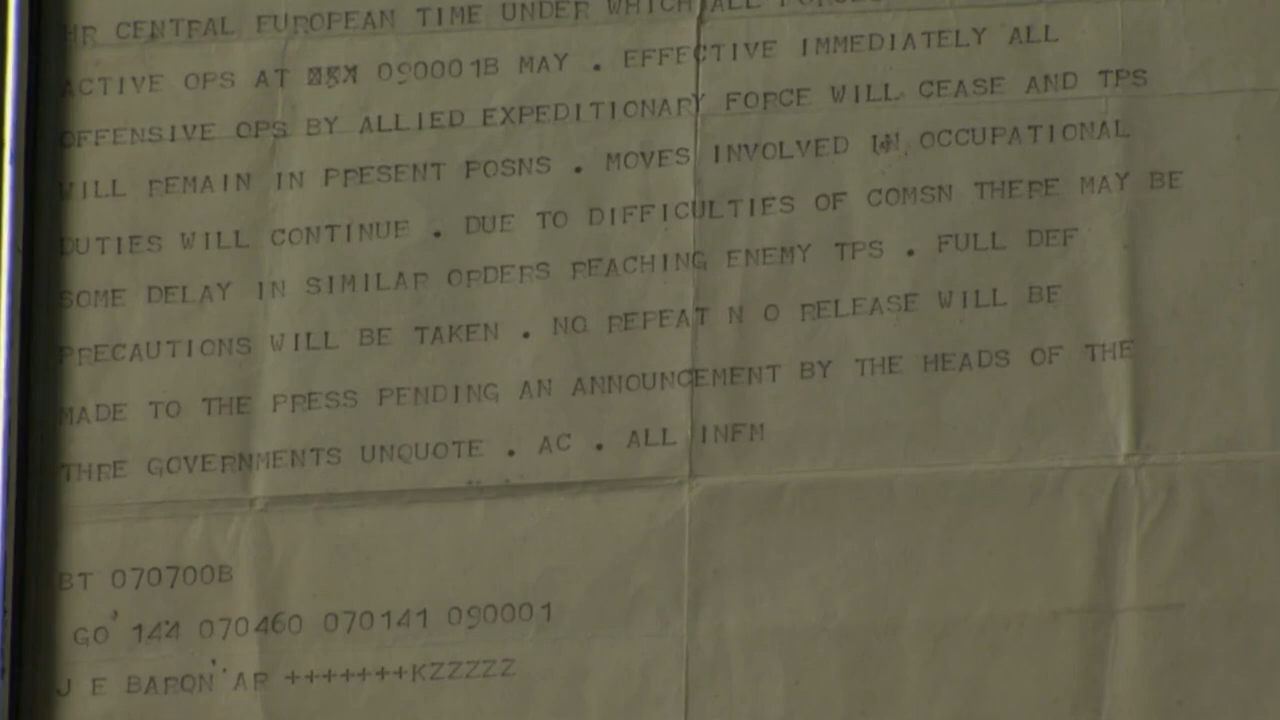 HR CENTRAL EUROPEAN TIME UNDER WHICH ALL FORCES
ACTIVE OPS AT 090001B MAY . EFFECTIVE IMMEDIATELY ALL
OFFENSIVE OPS BY ALLIED EXPEDITIONARY FORCE WILL CEASE AND TPS
WILL REMAIN IN PRESENT POSNS . MOVES INVOLVED IN OCCUPATIONAL
DUTIES WILL CONTINUE . DUE TO DIFFICULTIES OF COMSN THERE MAY BE
SOME DELAY IN SIMILAR ORDERS REACHING ENEMY TPS . FULL DEF
PRECAUTIONS WILL BE TAKEN . NO REPEAT N O RELEASE WILL BE
MADE TO THE PRESS PENDING AN ANNOUNCEMENT BY THE HEADS OF THE
THRE GOVERNMENTS UNQUOTE . AC . ALL INFM
BT 070700B
GO 144 070460 070141 090001
J E BARON AR +++++++KZZZZZ